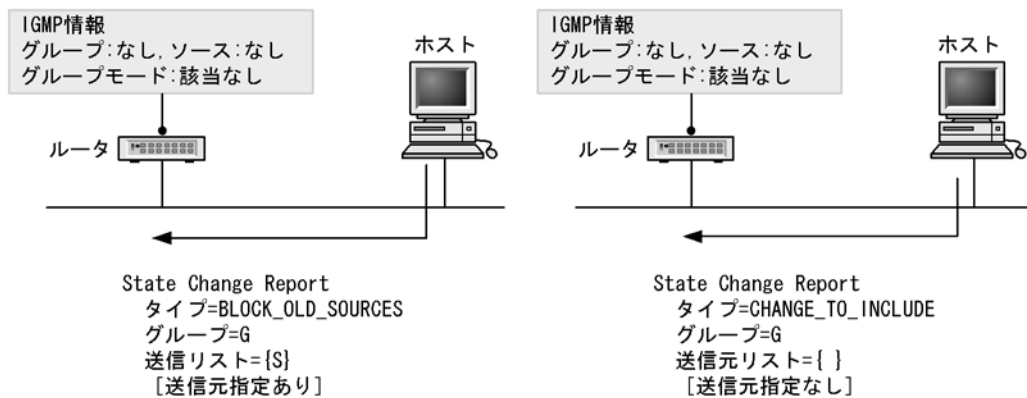 IGMP情報
グループ:なし,ソース:なし
グループモード:該当なし
ホスト
ルータ
State Change Report
タイプ=BLOCK_OLD_SOURCES
グループ=G
送信リスト={S}
[送信元指定あり]
IGMP情報
グループ:なし,ソース:なし
グループモード:該当なし
ホスト
ルータ
State Change Report
タイプ=CHANGE_TO_INCLUDE
グループ=G
送信元リスト={ }
[送信元指定なし]